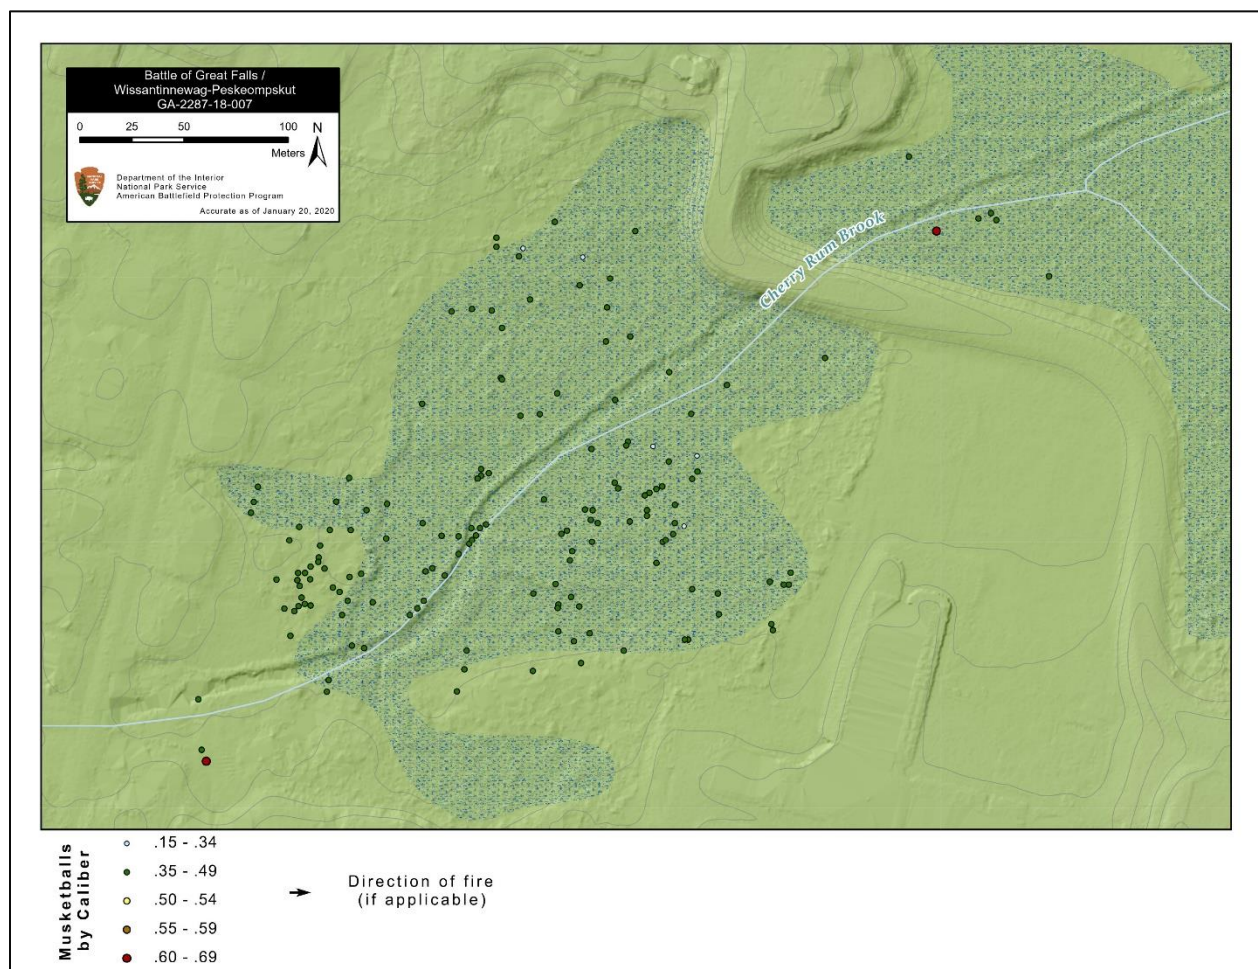 Battle of Great Falls /
Wissantinnewag-Peskeompskut
GA-2287-18-007
0 25 50 100
Meters
N
Department of the Interior
National Park Service
American Battlefield Protection Program
Accurate as of January 20, 2020
Cherry Rum Brook
Musketballs
by Caliber
.15 - .34
.35 - .49
.50 - .54
.55 - .59
.60 - .69
Direction of fire
(if applicable)